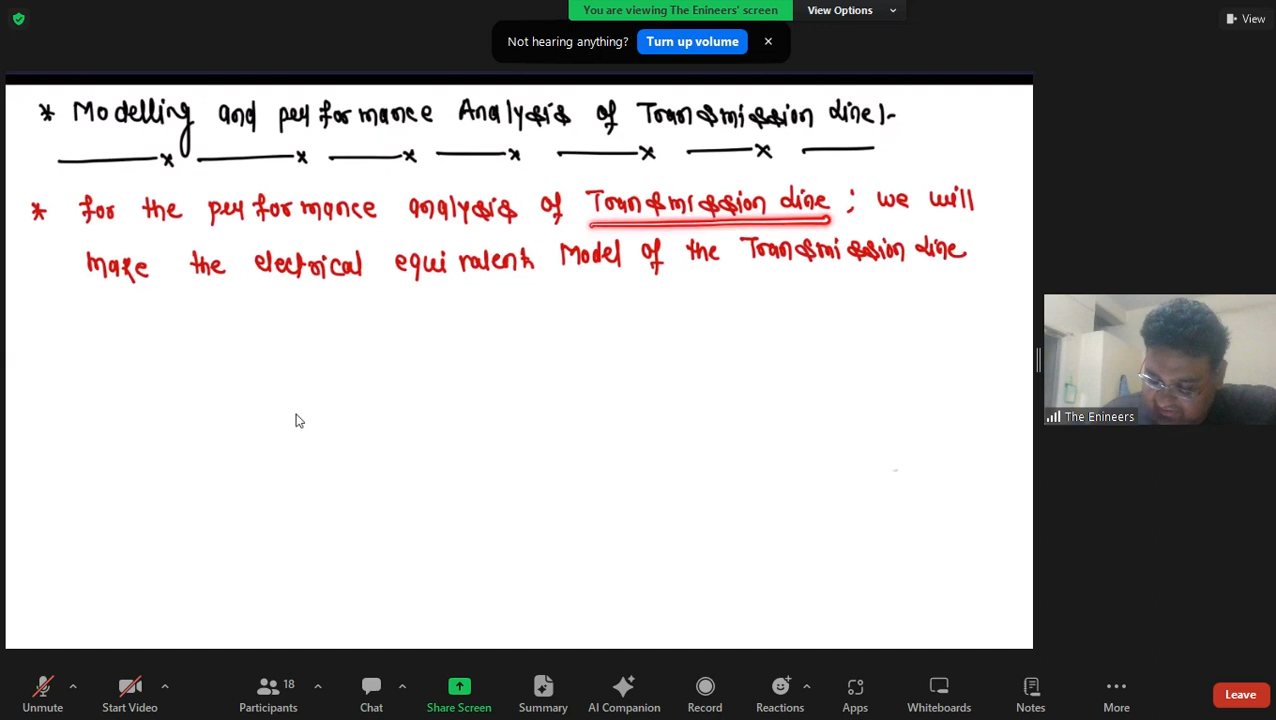 You are viewing The Enineers' screen
View Options
View
Not hearing anything? Turn up volume
* Modelling and performance Analysis of Transmission Line:-
* for the performance analysis of Transmission Line; we will
make the electrical equivalent Model of the Transmission Line
The Enineers
18
Unmute
Start Video
Participants
Chat
Share Screen
Summary
AI Companion
Record
Reactions
Apps
Whiteboards
Notes
More
Leave